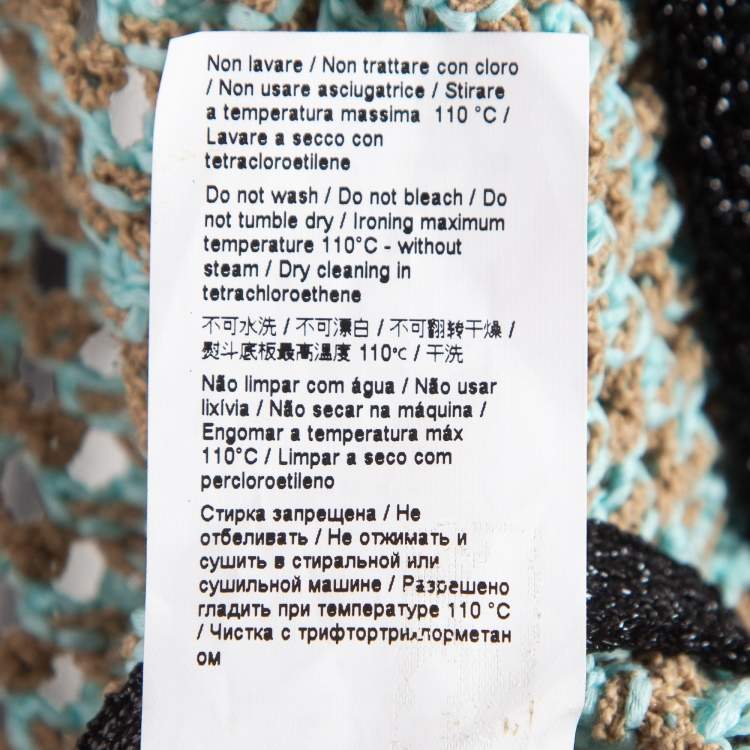 Non lavare / Non trattare con cloro
/ Non usare asciugatrice / Stirare
a temperatura massima 110 °C /
Lavare a secco con
tetracloroetilene
Do not wash / Do not bleach / Do
not tumble dry / Ironing maximum
temperature 110°C - without
steam / Dry cleaning in
tetrachloroethene
不可水洗 / 不可漂白 / 不可翻转干燥 /
熨斗底板最高温度 110°C / 干洗
Não limpar com água / Não usar
lixívia / Não secar na máquina /
Engomar a temperatura máx
110°C / Limpar a seco com
percloroetileno
Стирка запрещена / Не
отбеливать / Не отжимать и
сушить в стиральной или
сушильной машине / Разрешено
гладить при температуре 110 °C
/ Чистка с трифтортрихлорметан
ом